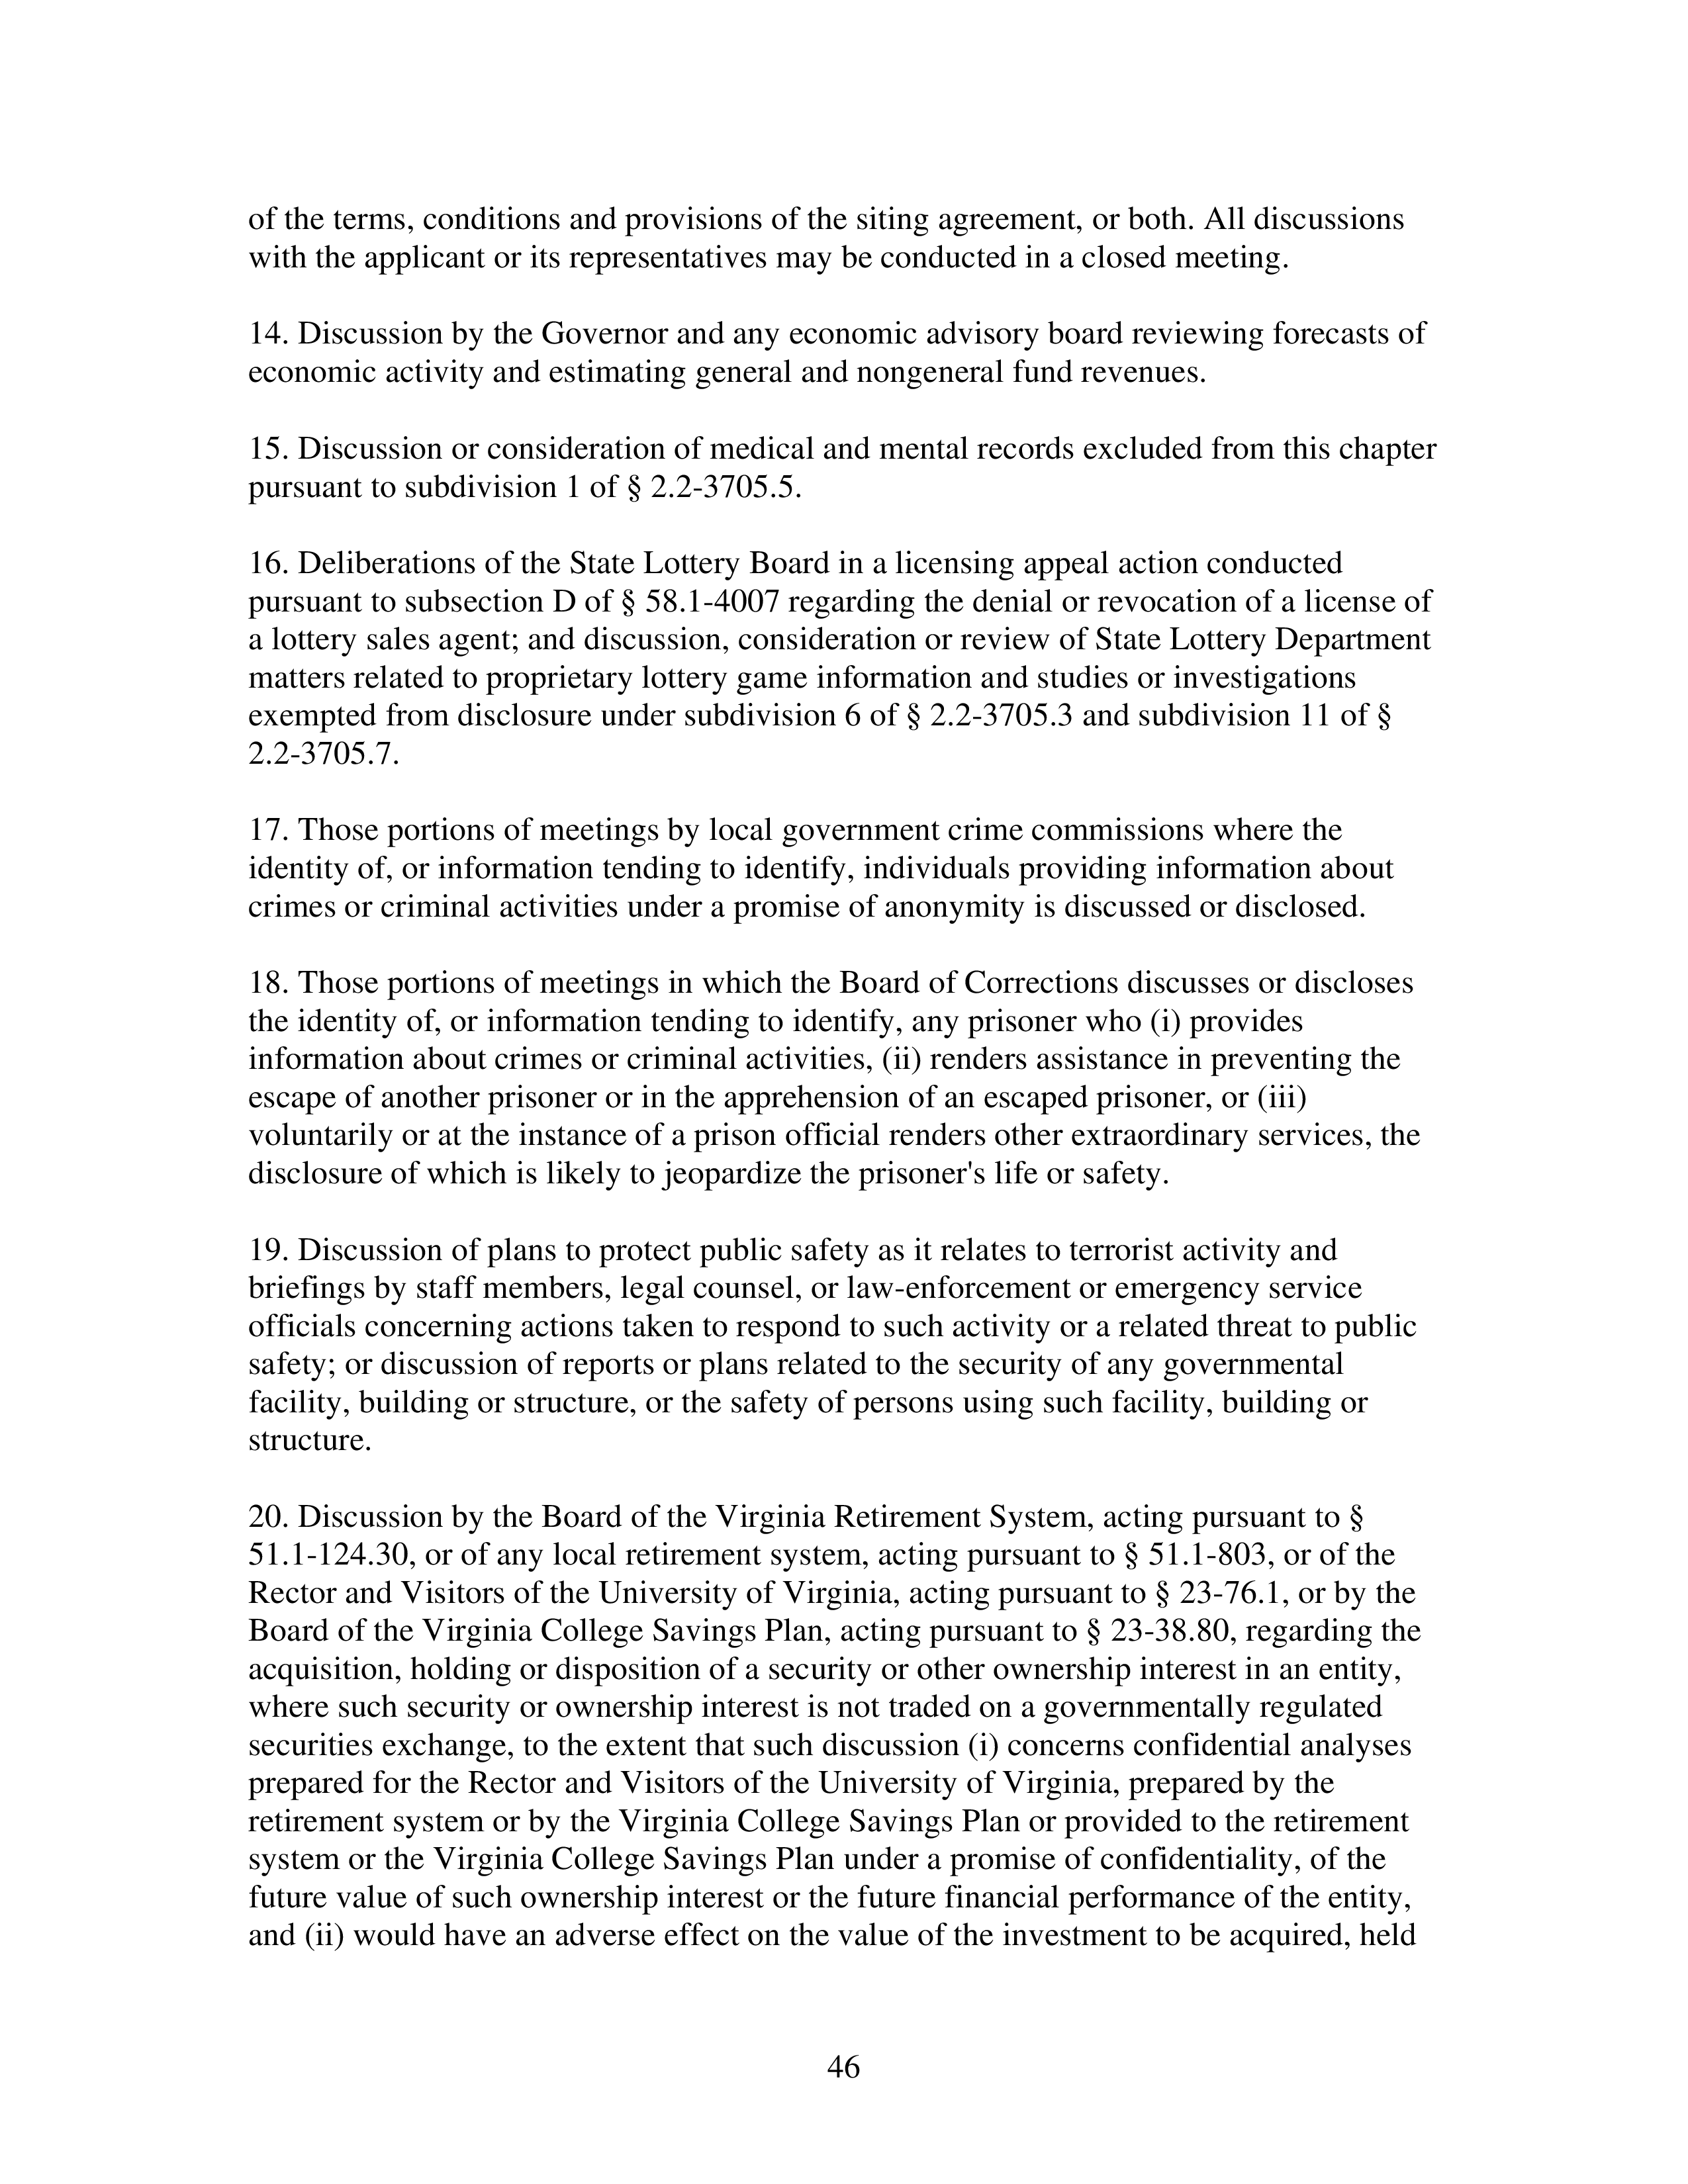 of the terms, conditions and provisions of the siting agreement, or both. All discussions
with the applicant or its representatives may be conducted in a closed meeting.
14. Discussion by the Governor and any economic advisory board reviewing forecasts of
economic activity and estimating general and nongeneral fund revenues.
15. Discussion or consideration of medical and mental records excluded from this chapter
pursuant to subdivision 1 of § 2.2-3705.5.
16. Deliberations of the State Lottery Board in a licensing appeal action conducted
pursuant to subsection D of § 58.1-4007 regarding the denial or revocation of a license of
a lottery sales agent; and discussion, consideration or review of State Lottery Department
matters related to proprietary lottery game information and studies or investigations
exempted from disclosure under subdivision 6 of § 2.2-3705.3 and subdivision 11 of §
2.2-3705.7.
17. Those portions of meetings by local government crime commissions where the
identity of, or information tending to identify, individuals providing information about
crimes or criminal activities under a promise of anonymity is discussed or disclosed.
18. Those portions of meetings in which the Board of Corrections discusses or discloses
the identity of, or information tending to identify, any prisoner who (i) provides
information about crimes or criminal activities, (ii) renders assistance in preventing the
escape of another prisoner or in the apprehension of an escaped prisoner, or (iii)
voluntarily or at the instance of a prison official renders other extraordinary services, the
disclosure of which is likely to jeopardize the prisoner's life or safety.
19. Discussion of plans to protect public safety as it relates to terrorist activity and
briefings by staff members, legal counsel, or law-enforcement or emergency service
officials concerning actions taken to respond to such activity or a related threat to public
safety; or discussion of reports or plans related to the security of any governmental
facility, building or structure, or the safety of persons using such facility, building or
structure.
20. Discussion by the Board of the Virginia Retirement System, acting pursuant to §
51.1-124.30, or of any local retirement system, acting pursuant to § 51.1-803, or of the
Rector and Visitors of the University of Virginia, acting pursuant to § 23-76.1, or by the
Board of the Virginia College Savings Plan, acting pursuant to § 23-38.80, regarding the
acquisition, holding or disposition of a security or other ownership interest in an entity,
where such security or ownership interest is not traded on a governmentally regulated
securities exchange, to the extent that such discussion (i) concerns confidential analyses
prepared for the Rector and Visitors of the University of Virginia, prepared by the
retirement system or by the Virginia College Savings Plan or provided to the retirement
system or the Virginia College Savings Plan under a promise of confidentiality, of the
future value of such ownership interest or the future financial performance of the entity,
and (ii) would have an adverse effect on the value of the investment to be acquired, held
46